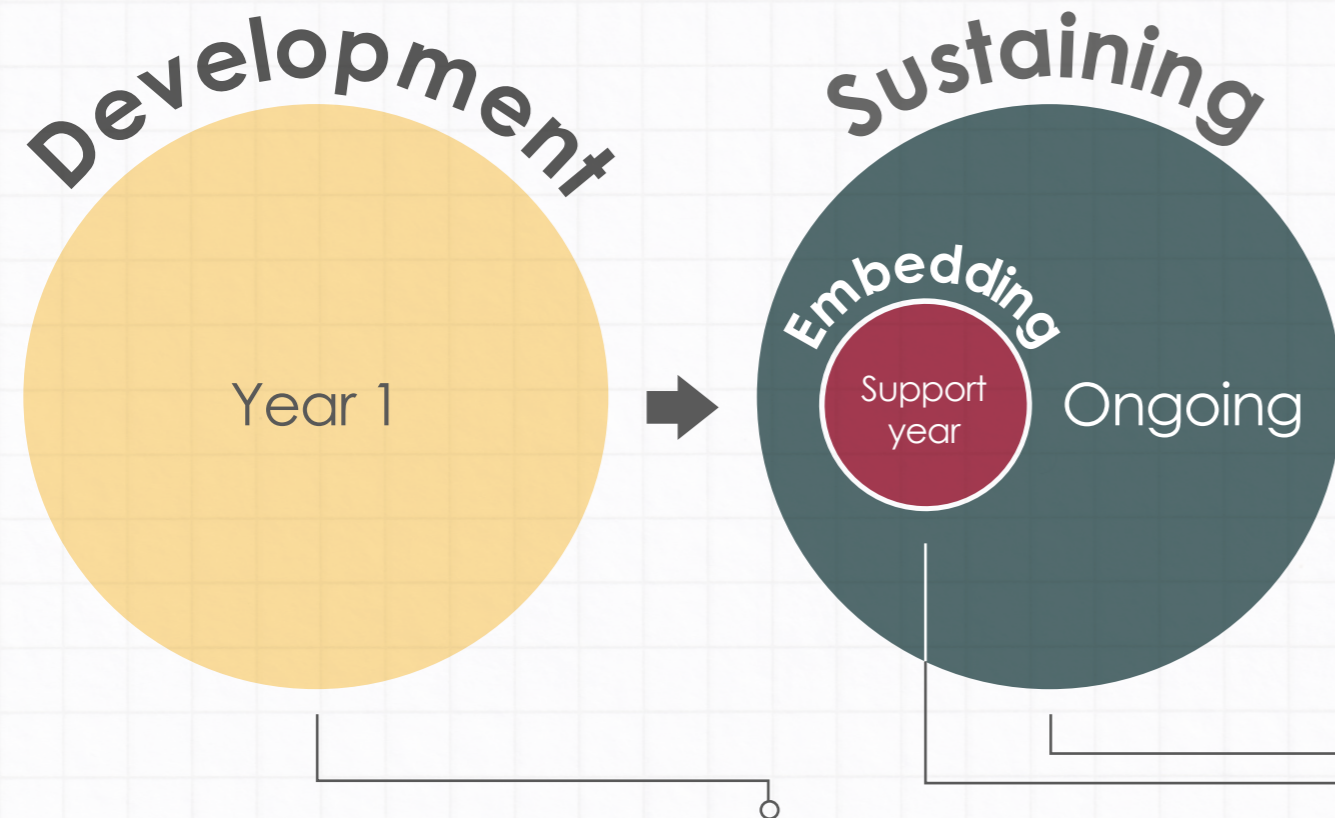 Development
Year 1
Sustaining
Embedding
Support
year
Ongoing